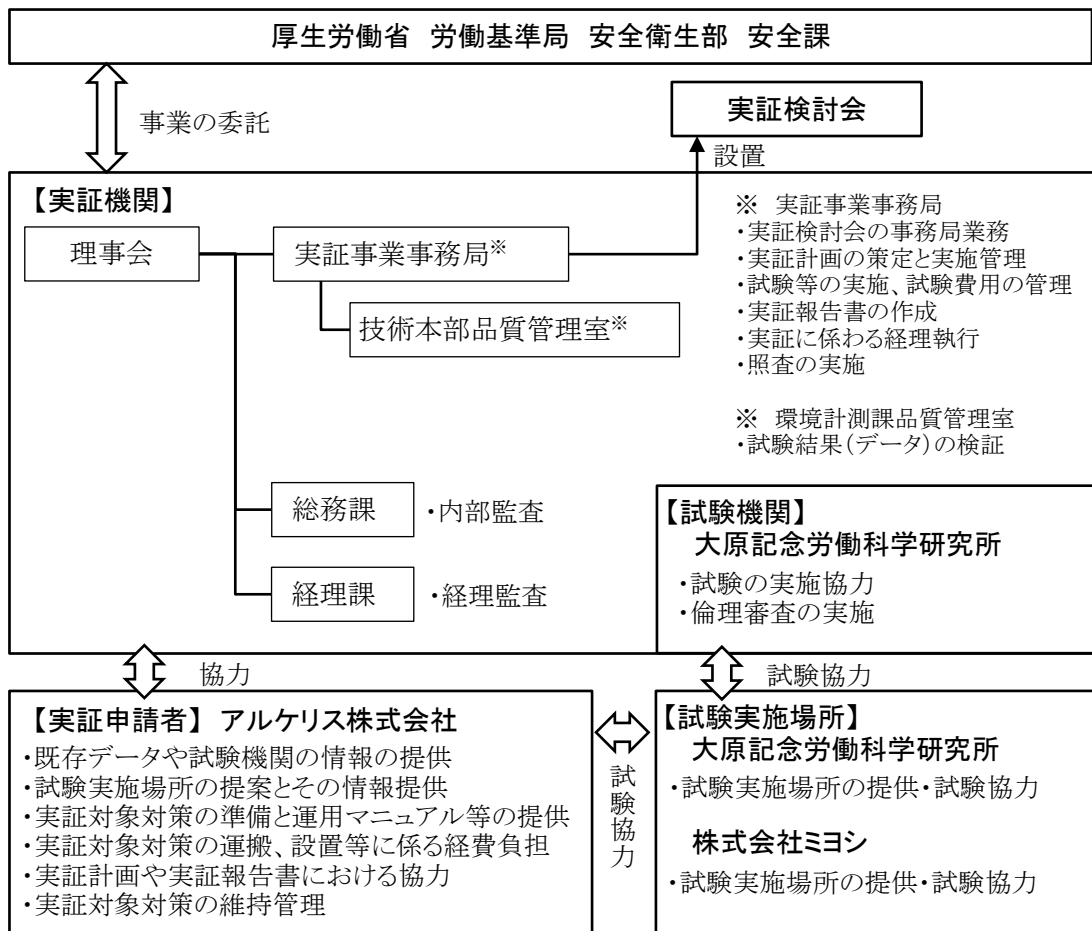 厚生労働省 労働基準局 安全衛生部 安全課
事業の委託
実証検討会
設置
【実証機関】
理事会
実証事業事務局※
技術本部品質管理室※
※ 実証事業事務局
・実証検討会の事務局業務
・実証計画の策定と実施管理
・試験等の実施、試験費用の管理
・実証報告書の作成
・実証に係わる経理執行
・照査の実施
※ 環境計測課品質管理室
・試験結果(データ)の検証
総務課
・内部監査
経理課
・経理監査
【試験機関】
大原記念労働科学研究所
・試験の実施協力
・倫理審査の実施
協力
試験協力
【実証申請者】 アルケリス株式会社
・既存データや試験機関の情報の提供
・試験実施場所の提案とその情報提供
・実証対象対策の準備と運用マニュアル等の提供
・実証対象対策の運搬、設置等に係る経費負担
・実証計画や実証報告書における協力
・実証対象対策の維持管理
試験協力
【試験実施場所】
大原記念労働科学研究所
・試験実施場所の提供・試験協力
株式会社ミヨシ
・試験実施場所の提供・試験協力